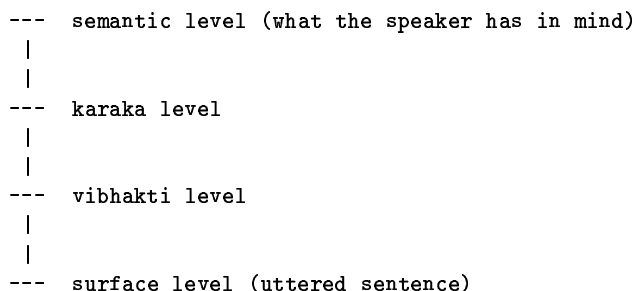 --- semantic level (what the speaker has in mind)
|
|
--- karaka level
|
|
--- vibhakti level
|
|
--- surface level (uttered sentence)